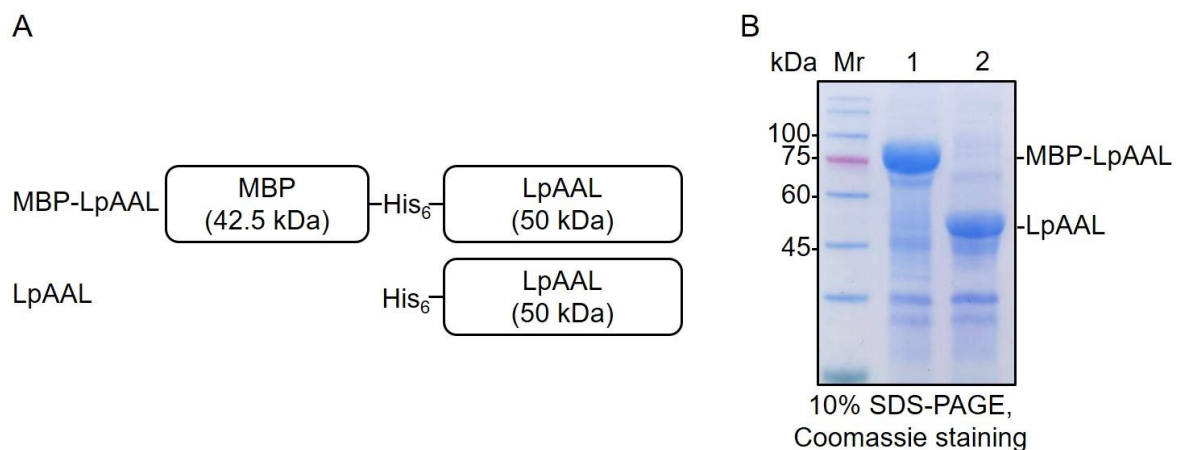 A
MBP-LpAAL
MBP
(42.5 kDa)
His6
LpAAL
(50 kDa)
LpAAL
His6
LpAAL
(50 kDa)
B
kDa Mr 1 2
100-
75- -MBP-LpAAL
60-
-LpAAL
45-
10% SDS-PAGE,
Coomassie staining